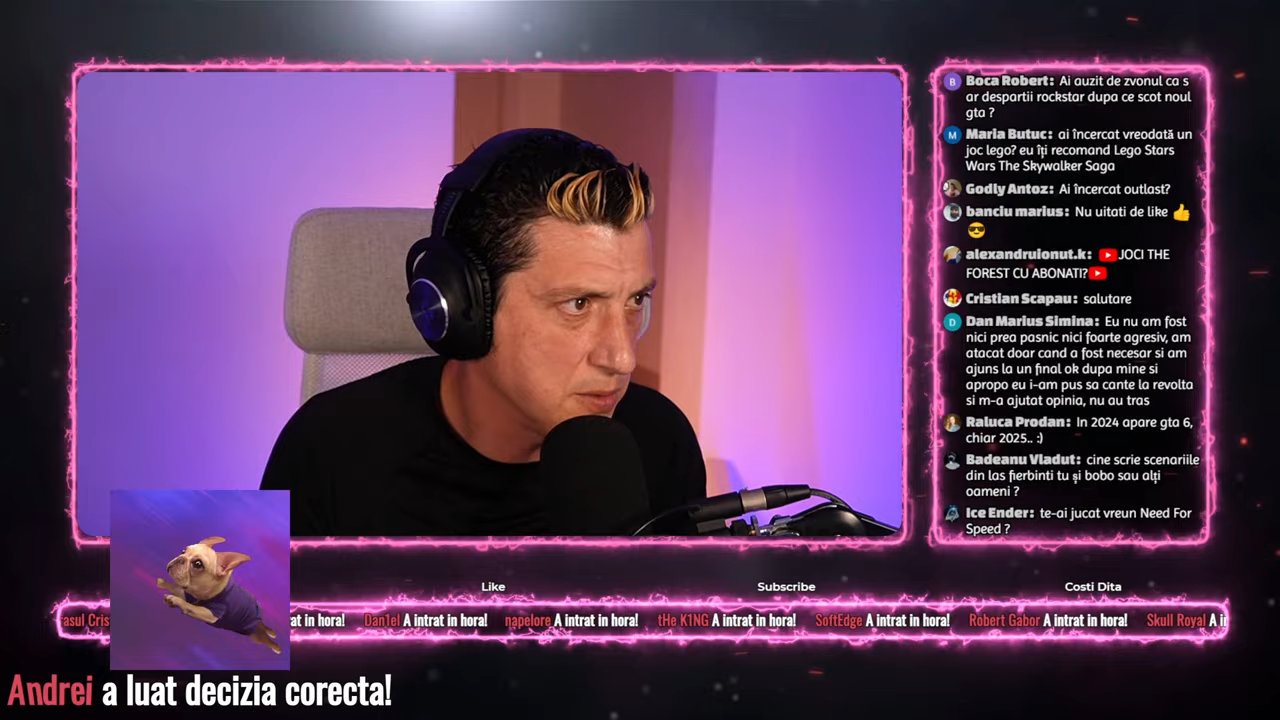 Boca Robert: Ai auzit de zvonul ca s
ar despartii rockstar dupa ce scot noul
gta ?
Maria Butuc: ai încercat vreodată un
joc lego? eu îți recomand Lego Stars
Wars The Skywalker Saga
Godly Antoz: Ai încercat outlast?
banciu marius: Nu uitati de like 👍
😎
alexandruionut.k: JOCI THE
FOREST CU ABONATI?
Cristian Scapau: salutare
Dan Marius Simina: Eu nu am fost
nici prea pasnic nici foarte agresiv, am
atacat doar cand a fost necesar si am
ajuns la un final ok dupa mine si
apropo eu i-am pus sa cante la revolta
si m-a ajutat opinia, nu au tras
Raluca Prodan: In 2024 apare gta 6,
chiar 2025.. :)
Badeanu Vladut: cine scrie scenariile
din las fierbinti tu și bobo sau alți
oameni ?
Ice Ender: te-ai jucat vreun Need For
Speed ?
Like Subscribe Costi Dita
asul Cris at in hora! Dan1el A intrat in hora! napelore A intrat in hora! tHe K1NG A intrat in hora! SoftEdge A intrat in hora! Robert Gabor A intrat in hora! Skull Royal A i
Andrei a luat decizia corecta!